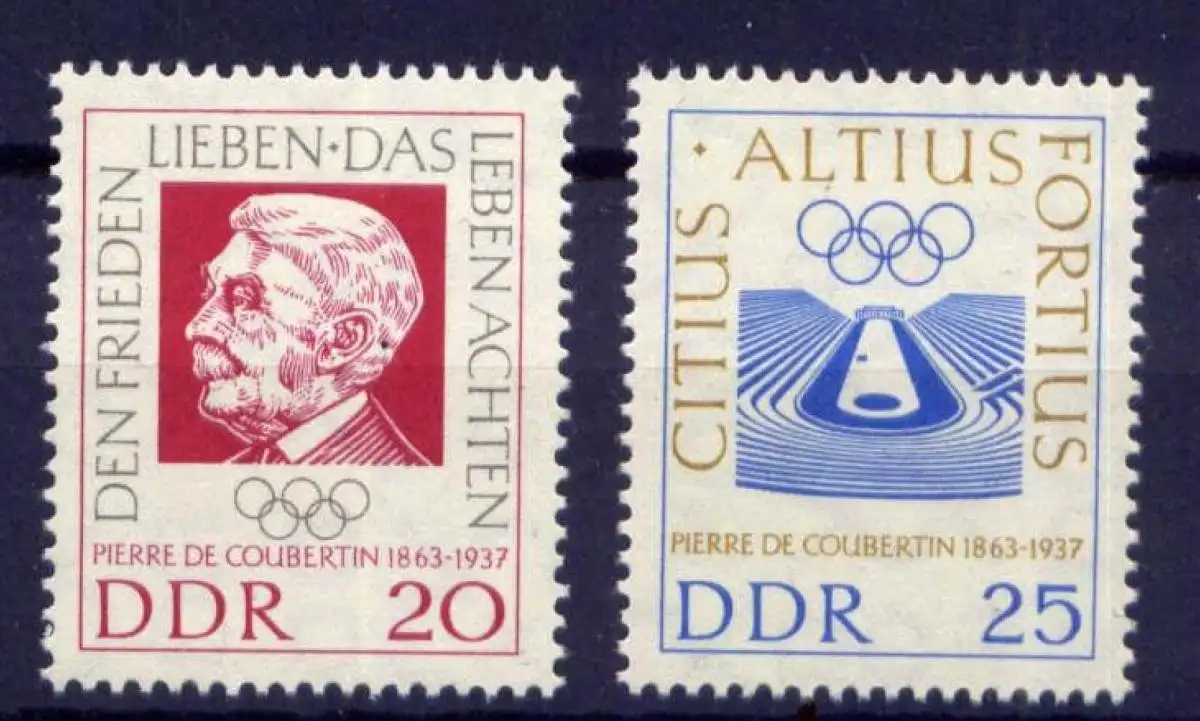 DEN FRIEDEN
LIEBEN·DAS
LEBEN ACHTEN
PIERRE DE COUBERTIN 1863-1937
DDR 20
CITIUS ·
ALTIUS
FORTIUS
PIERRE DE COUBERTIN 1863-1937
DDR 25